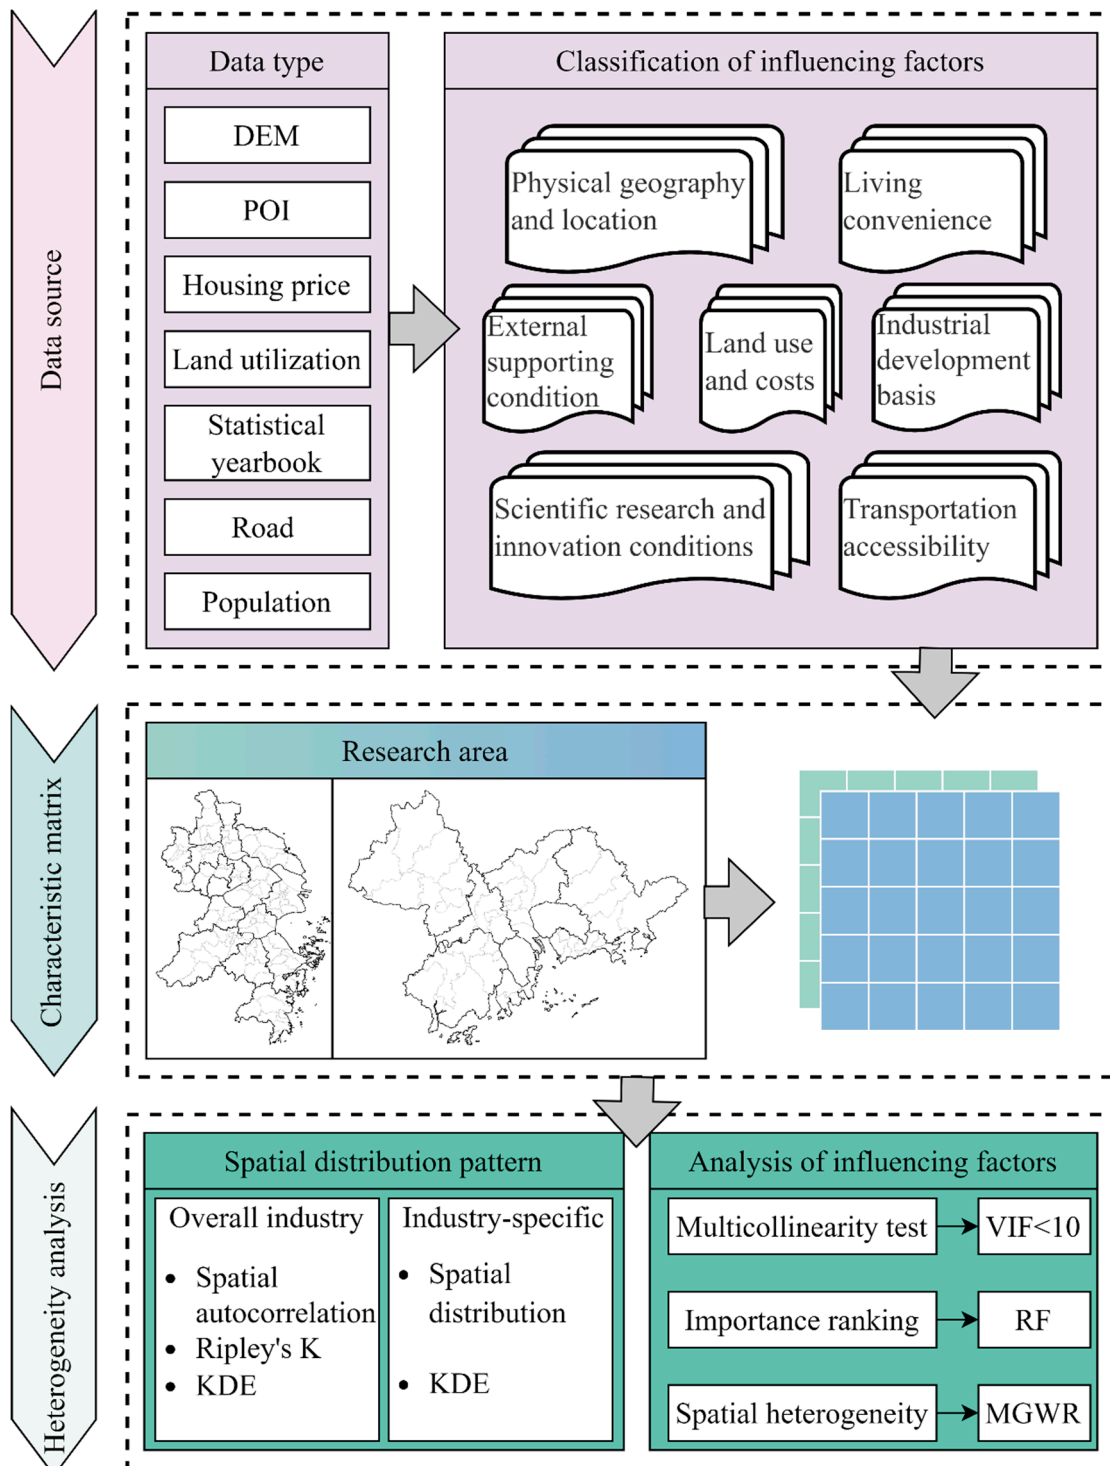 Data source
Data type
DEM
POI
Housing price
Land utilization
Statistical
yearbook
Road
Population
Classification of influencing factors
Physical geography
and location
Living
convenience
External
supporting
condition
Land use
and costs
Industrial
development
basis
Scientific research and
innovation conditions
Transportation
accessibility
Characteristic matrix
Research area
Heterogeneity analysis
Spatial distribution pattern
Overall industry
• Spatial
autocorrelation
• Ripley's K
• KDE
Industry-specific
• Spatial
distribution
• KDE
Analysis of influencing factors
Multicollinearity test
VIF<10
Importance ranking
RF
Spatial heterogeneity
MGWR